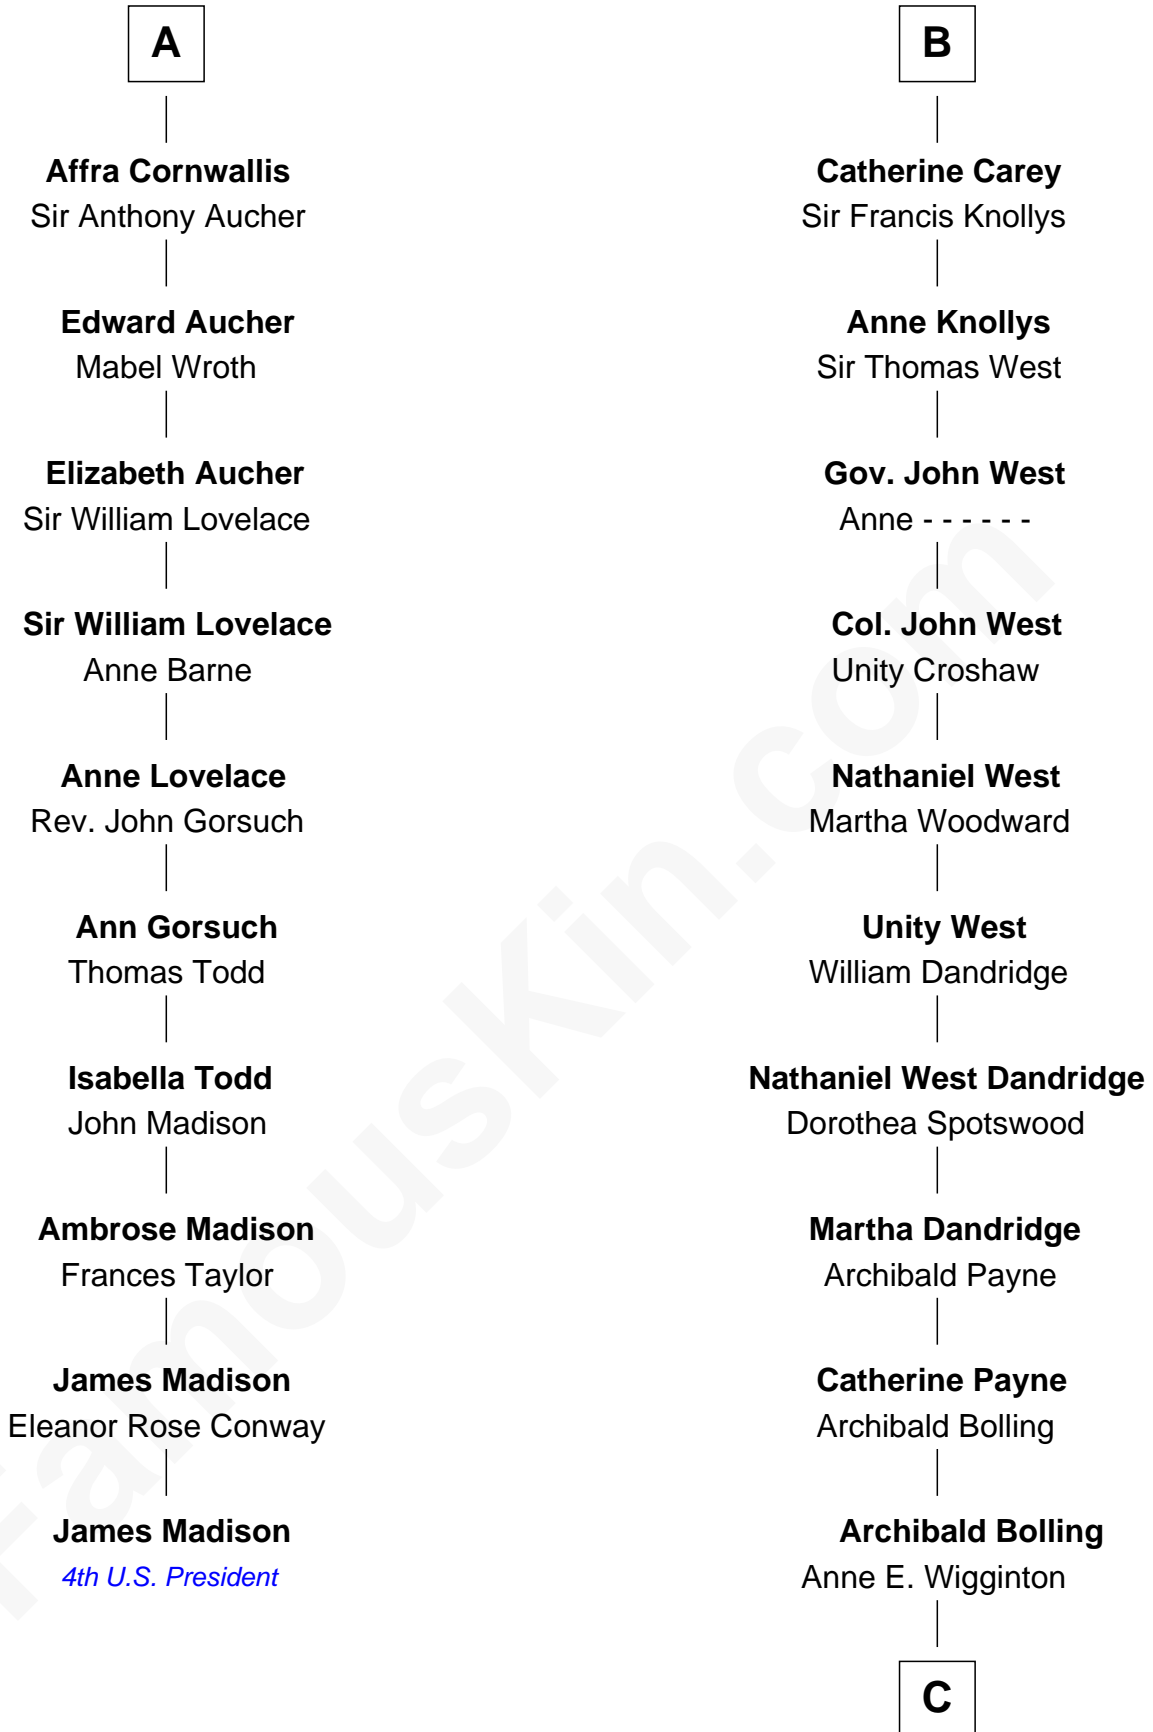 A
Affra Cornwallis
Sir Anthony Aucher
Edward Aucher
Mabel Wroth
Elizabeth Aucher
Sir William Lovelace
Sir William Lovelace
Anne Barne
Anne Lovelace
Rev. John Gorsuch
Ann Gorsuch
Thomas Todd
Isabella Todd
John Madison
Ambrose Madison
Frances Taylor
James Madison
Eleanor Rose Conway
James Madison
4th U.S. President
B
Catherine Carey
Sir Francis Knollys
Anne Knollys
Sir Thomas West
Gov. John West
Anne - - - - - -
Col. John West
Unity Croshaw
Nathaniel West
Martha Woodward
Unity West
William Dandridge
Nathaniel West Dandridge
Dorothea Spotswood
Martha Dandridge
Archibald Payne
Catherine Payne
Archibald Bolling
Archibald Bolling
Anne E. Wigginton
C
FamousKin.com